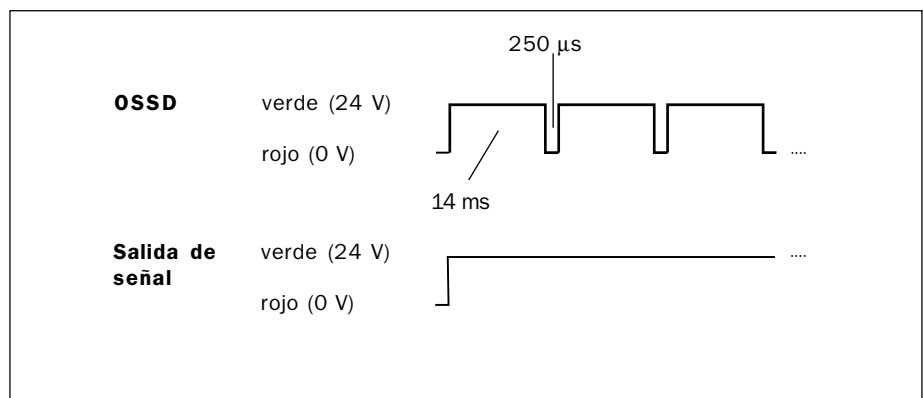 250 µs
OSSD verde (24 V)
rojo (0 V) ....
14 ms
Salida de verde (24 V) ....
señal
rojo (0 V)